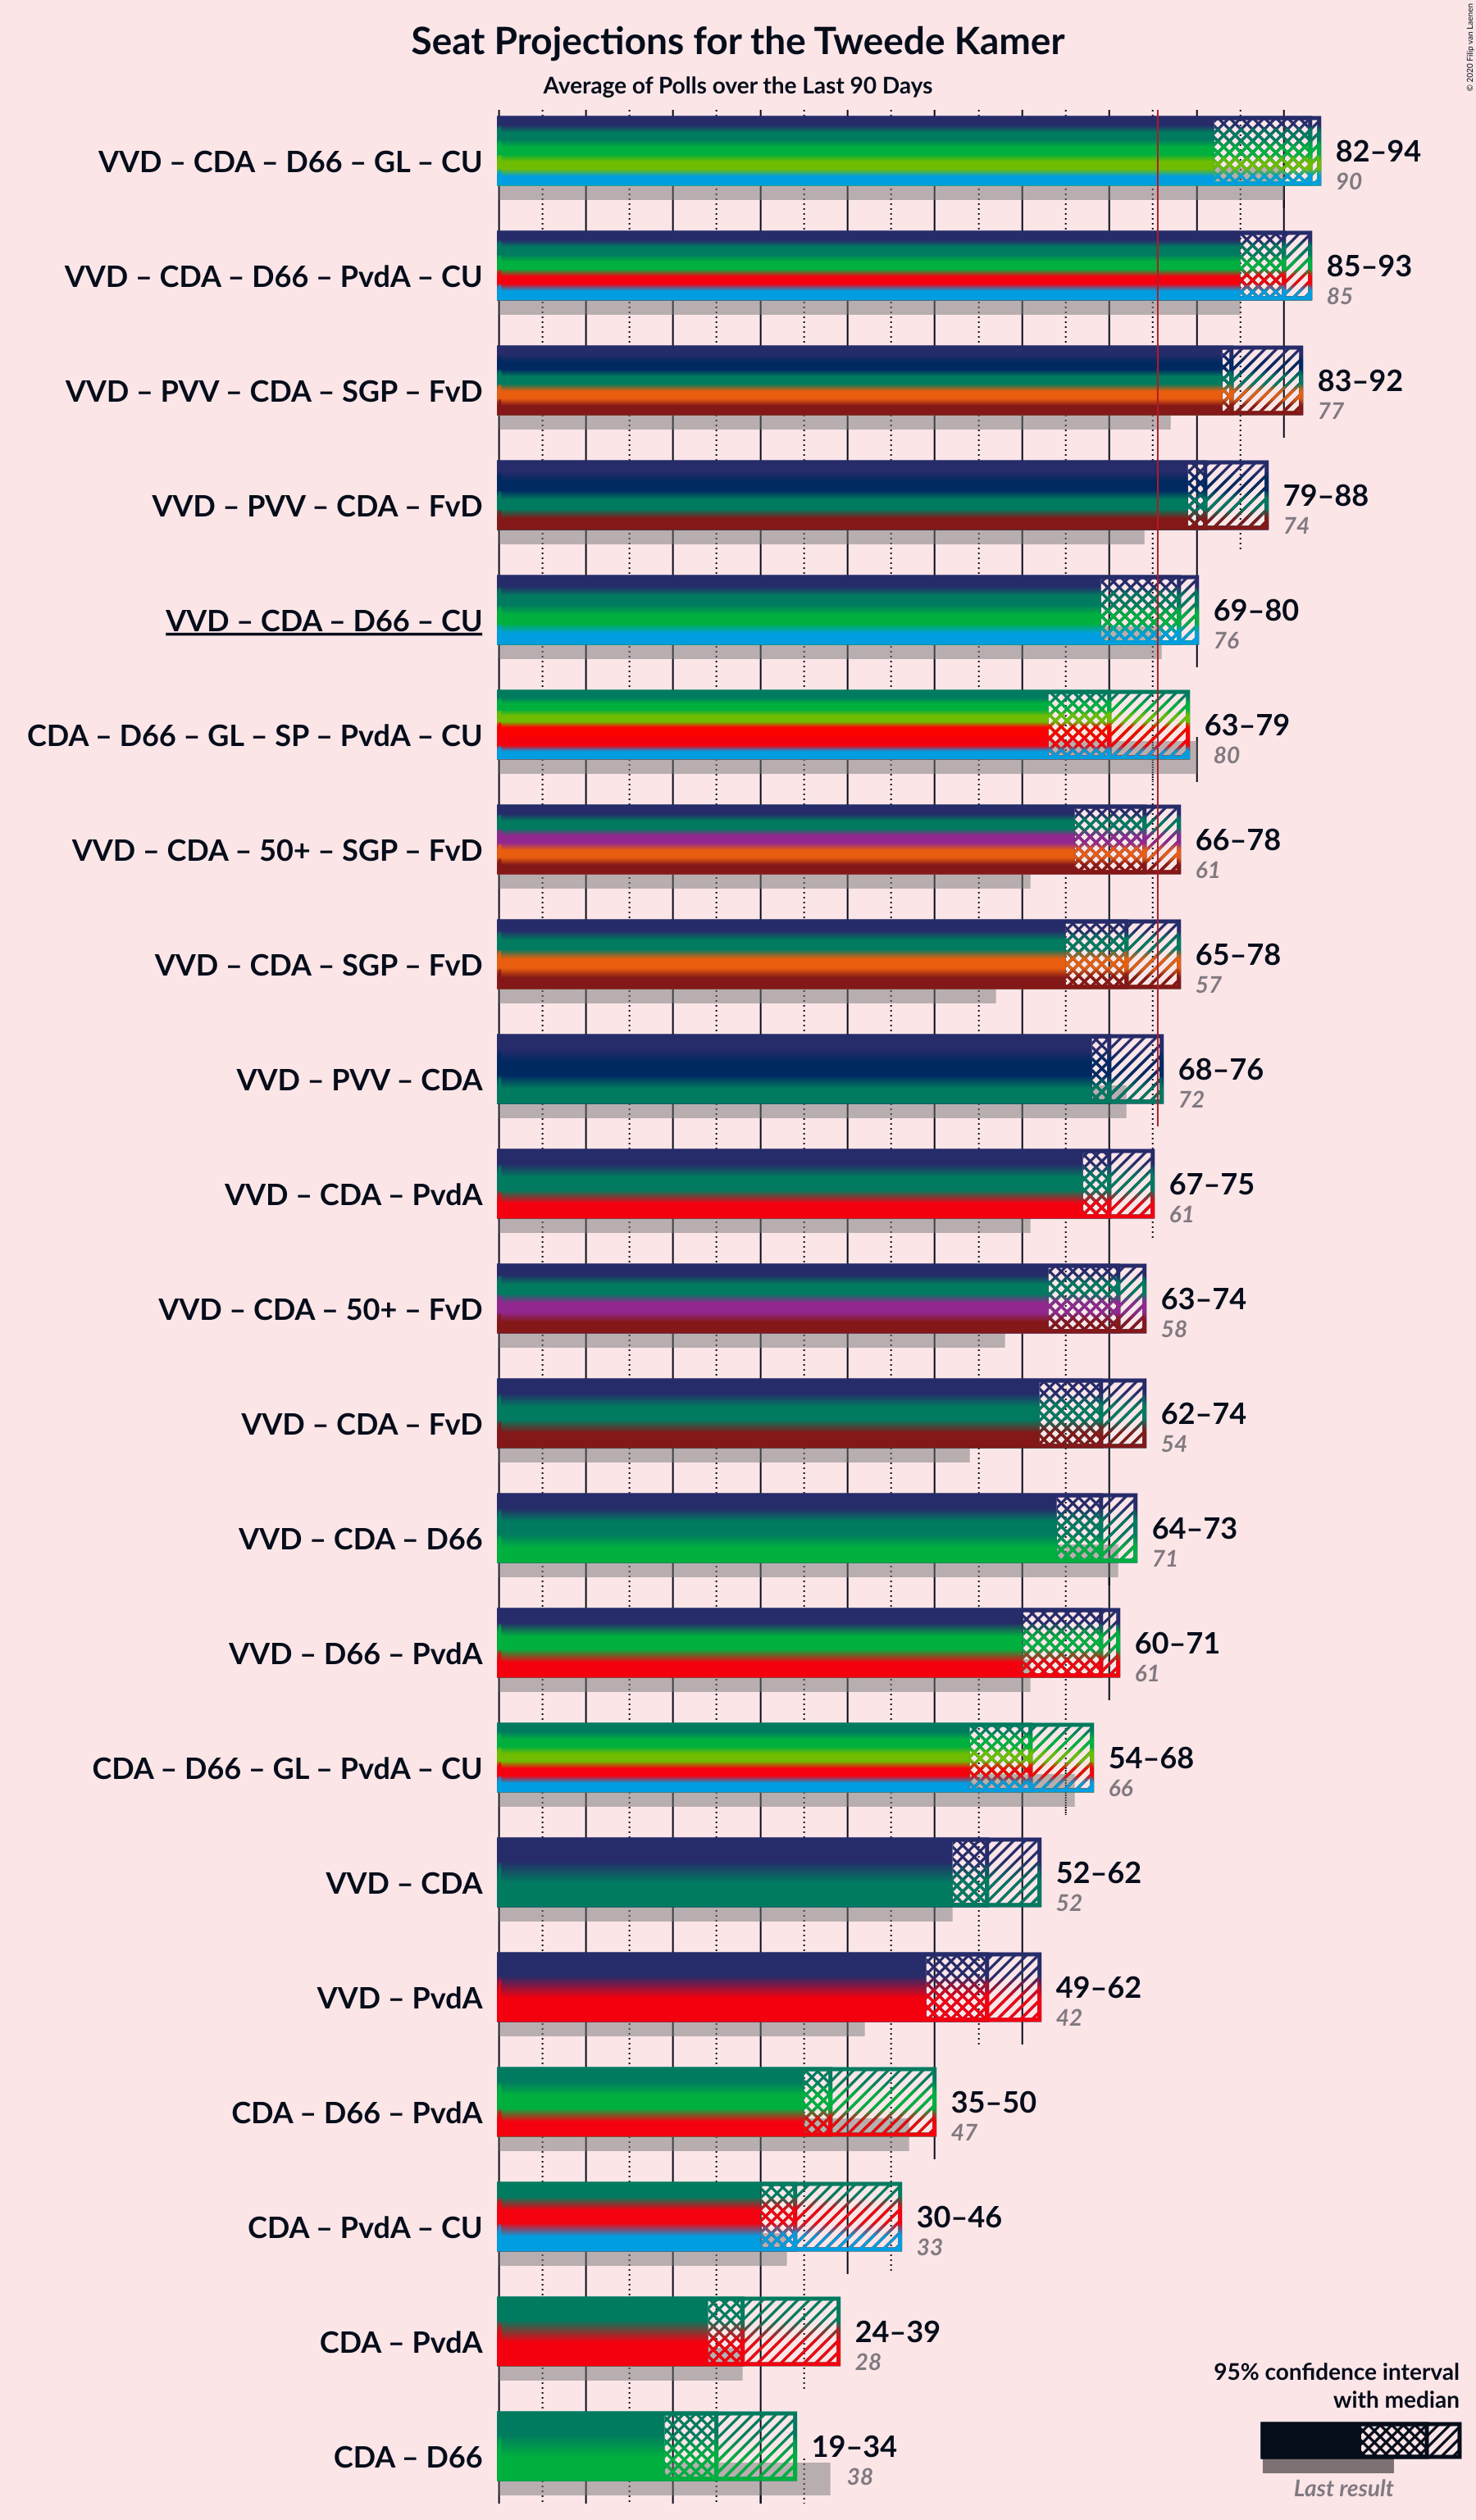 © 2020 Filip van Laenen
Seat Projections for the Tweede Kamer
Average of Polls over the Last 90 Days
VVD – CDA – D66 – GL – CU
82–94
90
VVD – CDA – D66 – PvdA – CU
85–93
85
VVD – PVV – CDA – SGP – FvD
83–92
77
VVD – PVV – CDA – FvD
79–88
74
VVD – CDA – D66 – CU
69–80
76
CDA – D66 – GL – SP – PvdA – CU
63–79
80
VVD – CDA – 50+ – SGP – FvD
66–78
61
VVD – CDA – SGP – FvD
65–78
57
VVD – PVV – CDA
68–76
72
VVD – CDA – PvdA
67–75
61
VVD – CDA – 50+ – FvD
63–74
58
VVD – CDA – FvD
62–74
54
VVD – CDA – D66
64–73
71
VVD – D66 – PvdA
60–71
61
CDA – D66 – GL – PvdA – CU
54–68
66
VVD – CDA
52–62
52
VVD – PvdA
49–62
42
CDA – D66 – PvdA
35–50
47
CDA – PvdA – CU
30–46
33
CDA – PvdA
24–39
28
CDA – D66
19–34
38
95% confidence interval
with median
Last result